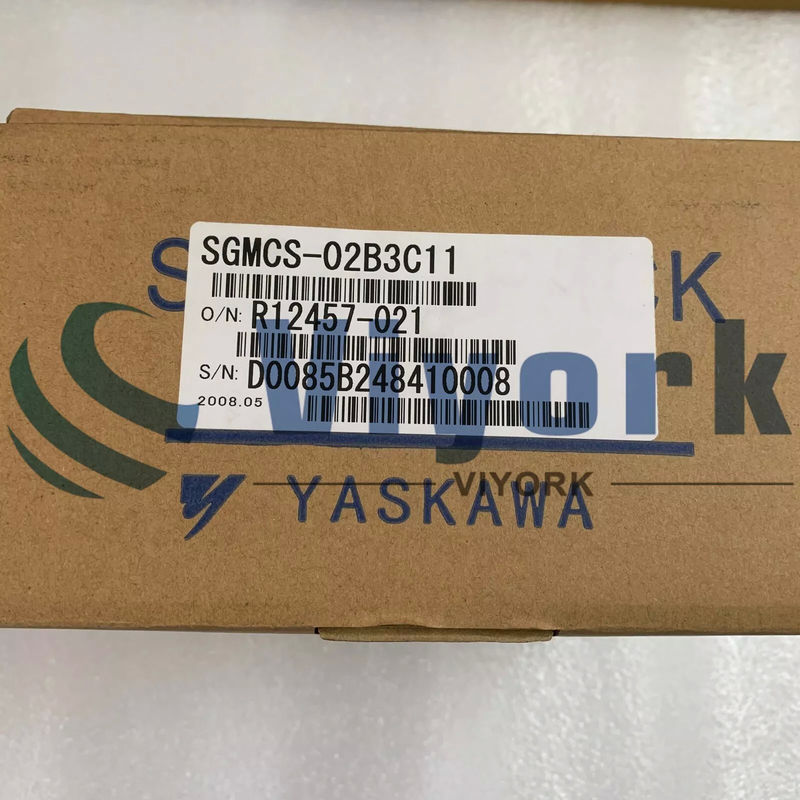 SGMCS-02B3C11
O/N: R12457-021
S/N: D0085B248410008
2008.05
Viyork
VIYORK
YASKAWA